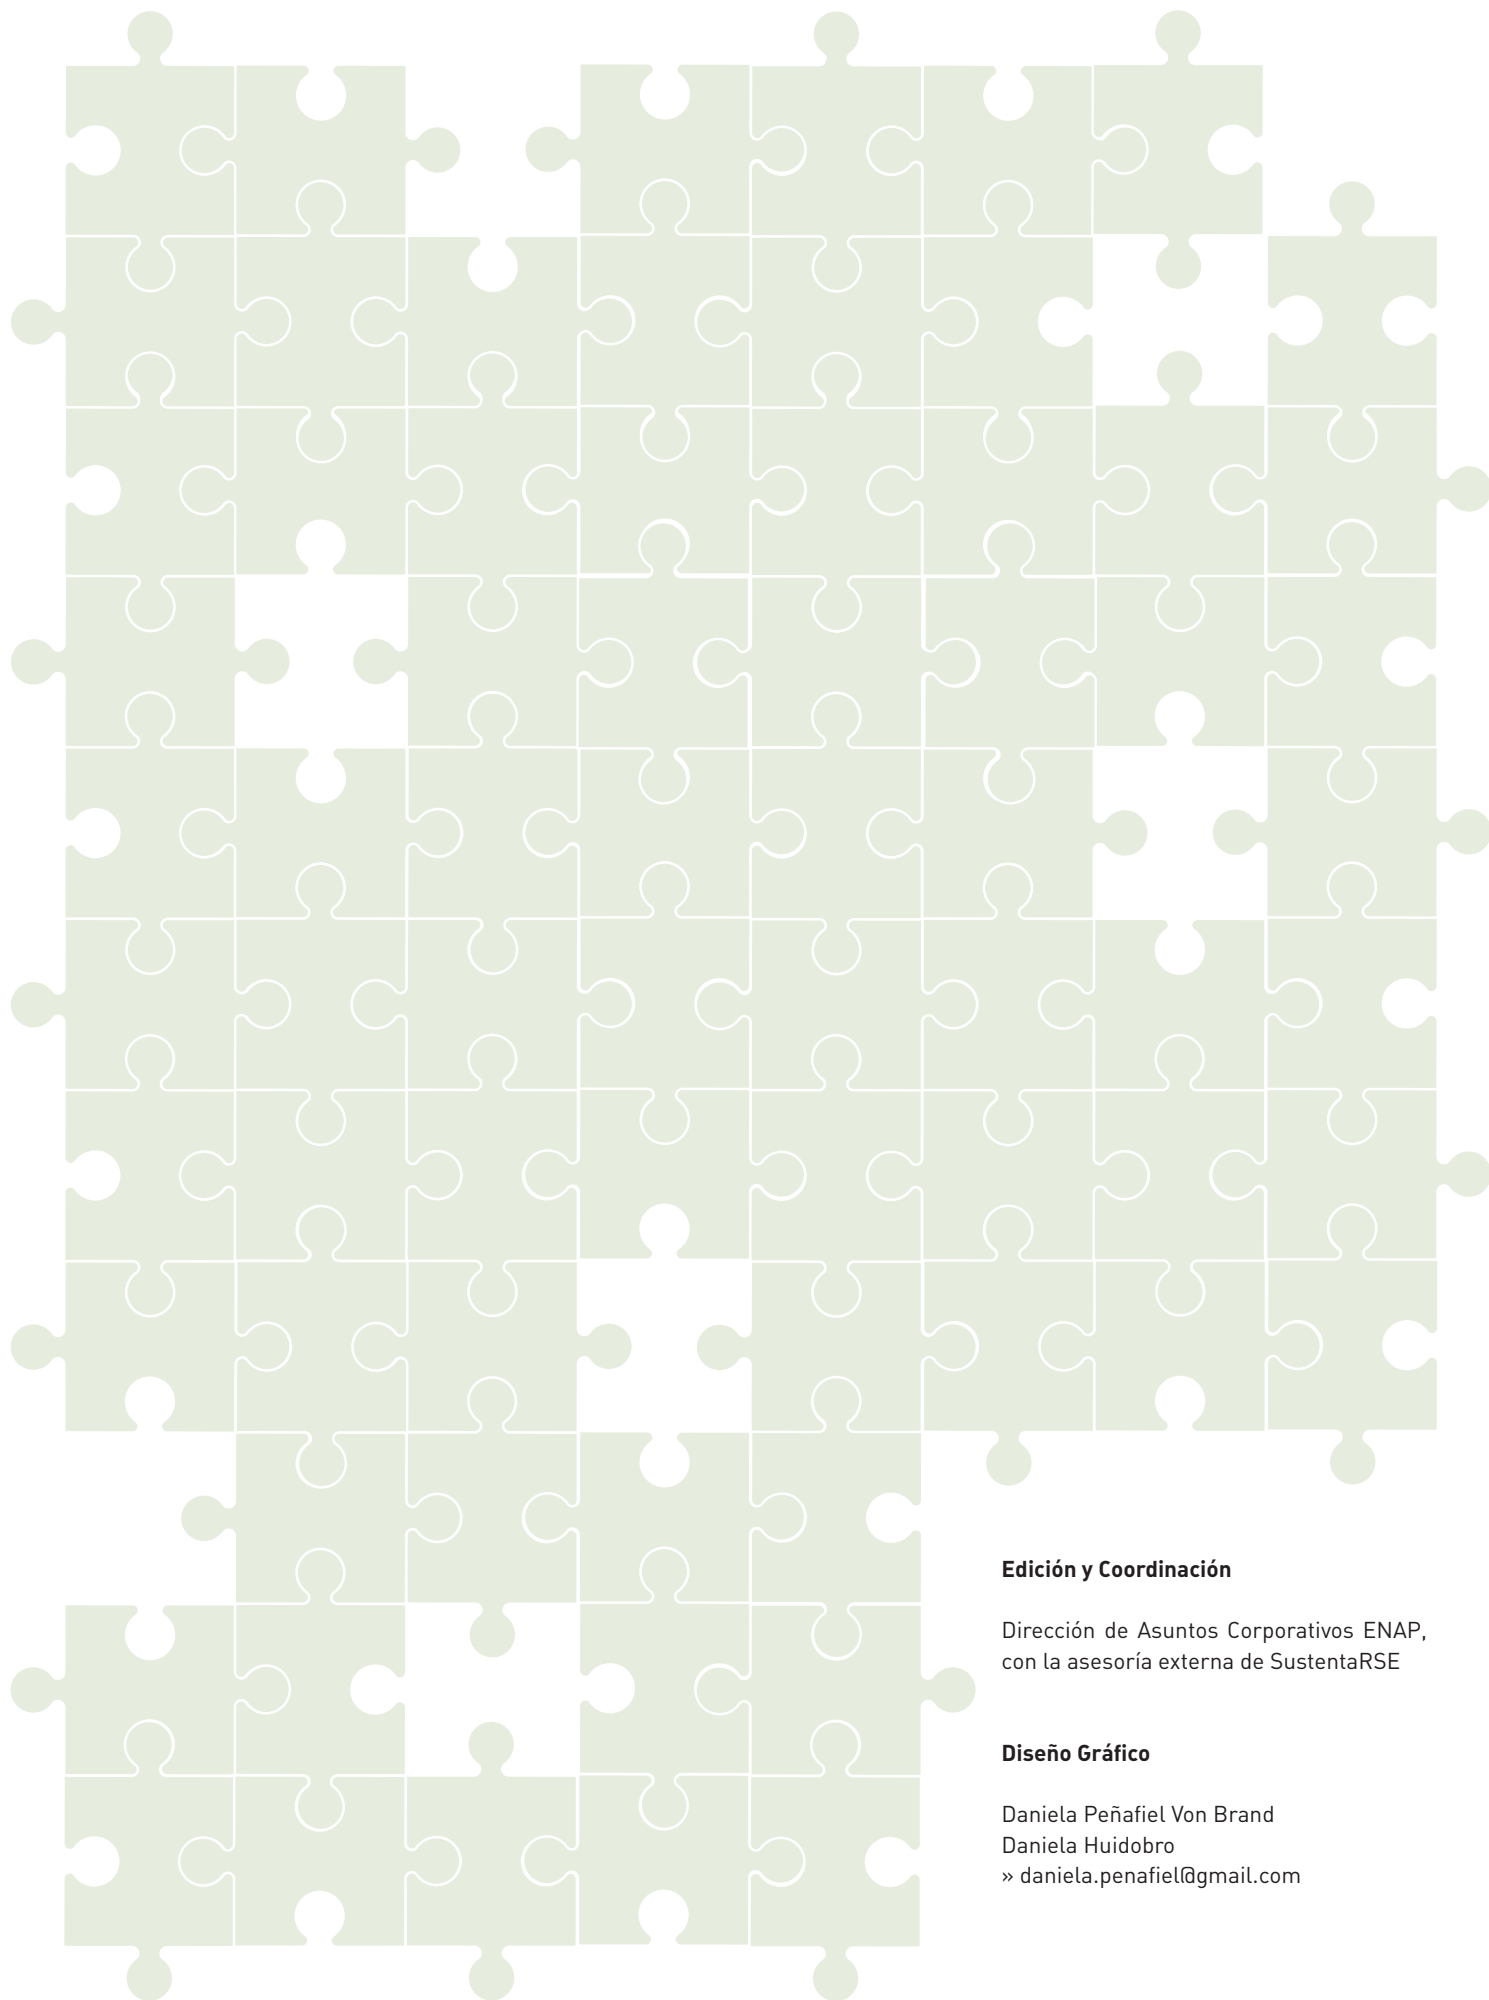 Edición y Coordinación
Dirección de Asuntos Corporativos ENAP,
con la asesoría externa de SustentaRSE
Diseño Gráfico
Daniela Peñafiel Von Brand
Daniela Huidobro
» daniela.penafiel@gmail.com